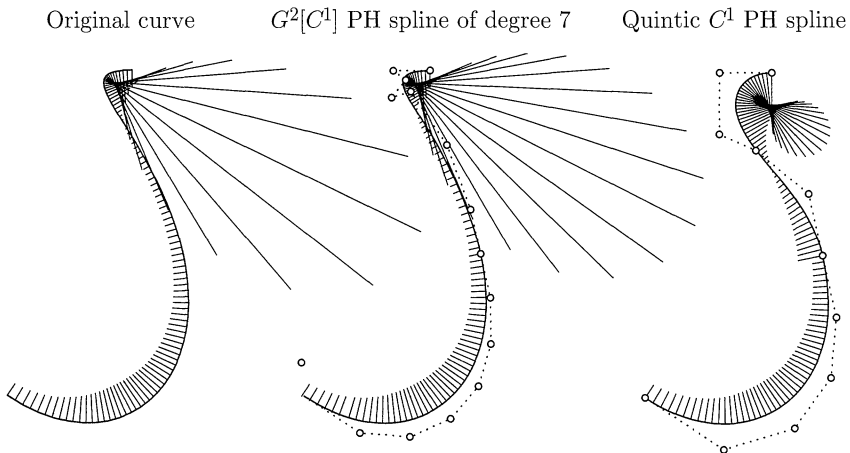 Original curve
G²[C¹] PH spline of degree 7
Quintic C¹ PH spline